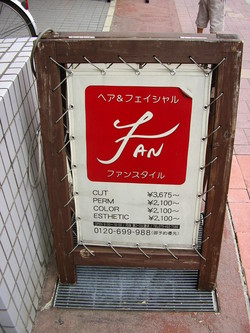 ヘア&フェイシャル
FAN
ファンスタイル
CUT ¥3,675〜
PERM ¥2,100〜
COLOR ¥2,100〜
ESTHETIC ¥2,100〜
0120-699-988